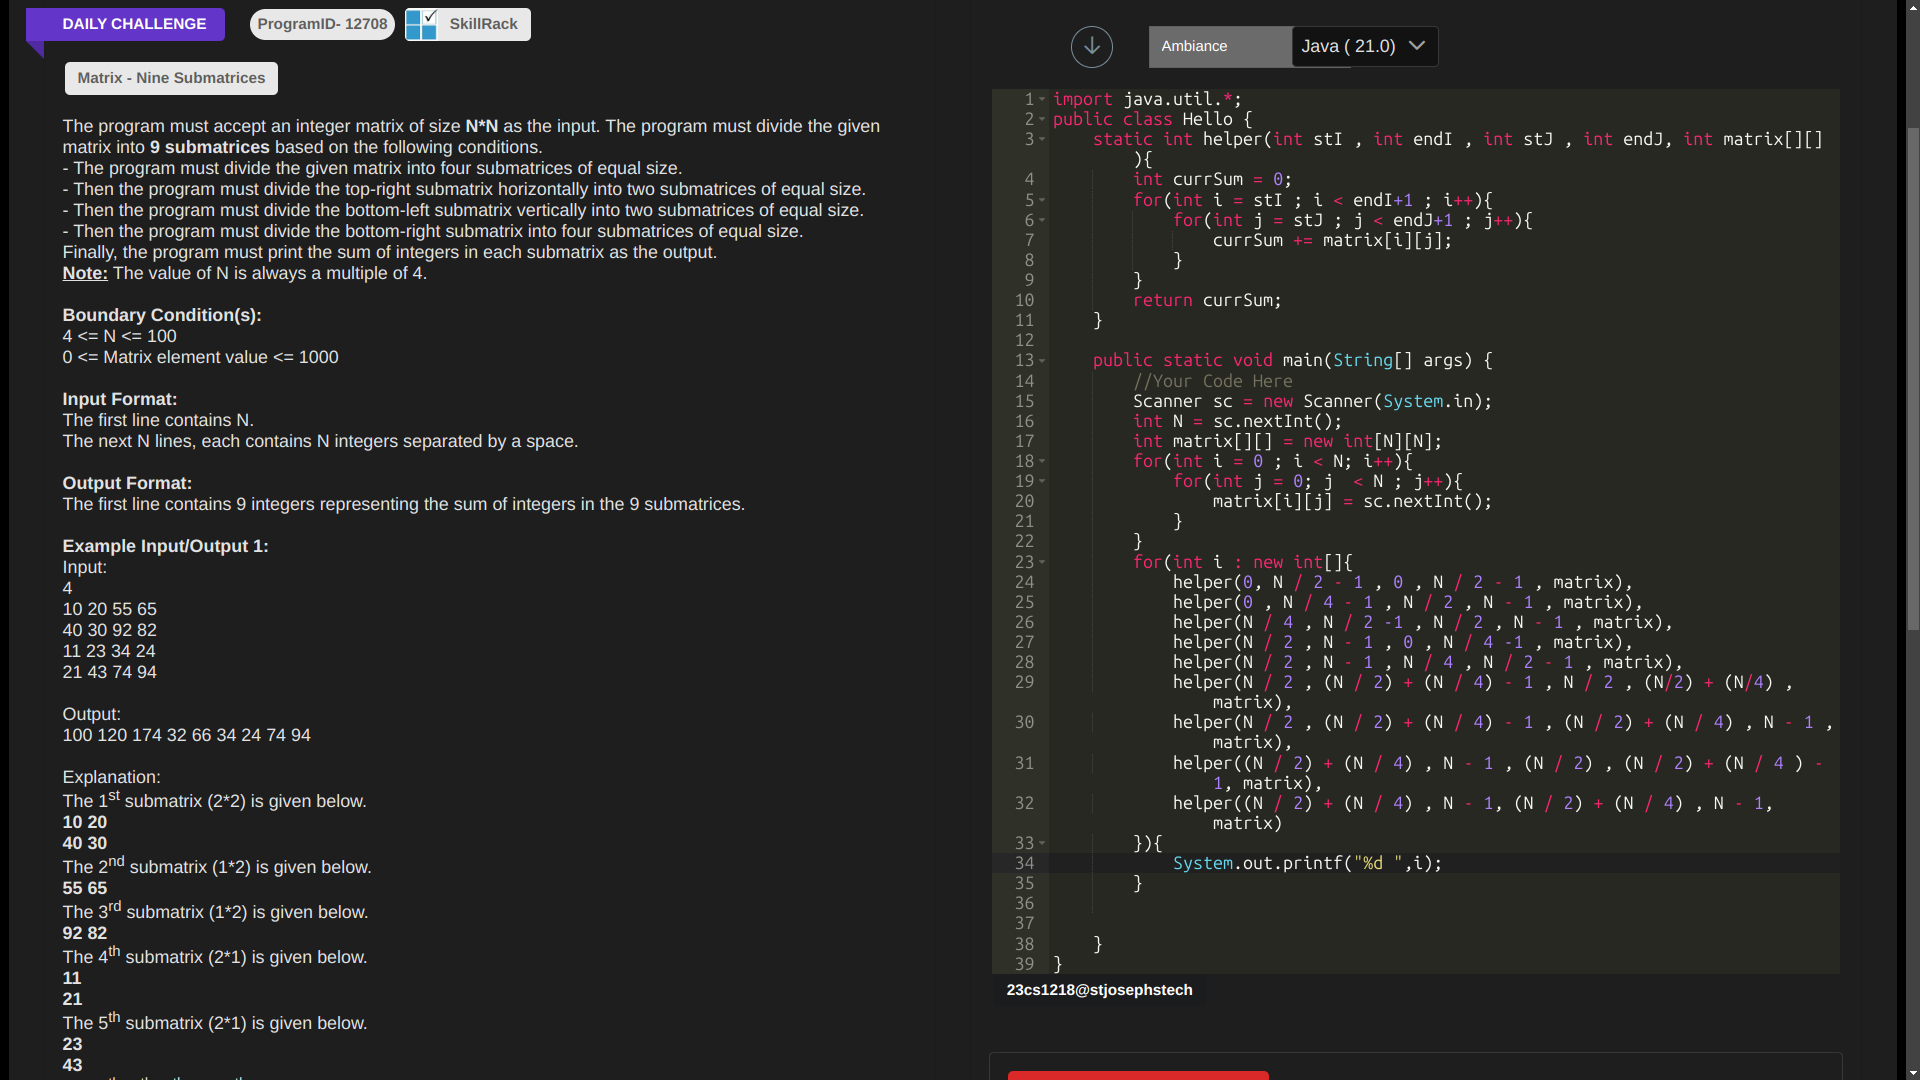 DAILY CHALLENGE
ProgramID- 12708
SkillRack
Matrix - Nine Submatrices
The program must accept an integer matrix of size N*N as the input. The program must divide the given
matrix into 9 submatrices based on the following conditions.
- The program must divide the given matrix into four submatrices of equal size.
- Then the program must divide the top-right submatrix horizontally into two submatrices of equal size.
- Then the program must divide the bottom-left submatrix vertically into two submatrices of equal size.
- Then the program must divide the bottom-right submatrix into four submatrices of equal size.
Finally, the program must print the sum of integers in each submatrix as the output.
Note: The value of N is always a multiple of 4.
Boundary Condition(s):
4 <= N <= 100
0 <= Matrix element value <= 1000
Input Format:
The first line contains N.
The next N lines, each contains N integers separated by a space.
Output Format:
The first line contains 9 integers representing the sum of integers in the 9 submatrices.
Example Input/Output 1:
Input:
4
10 20 55 65
40 30 92 82
11 23 34 24
21 43 74 94
Output:
100 120 174 32 66 34 24 74 94
Explanation:
The 1st submatrix (2*2) is given below.
10 20
40 30
The 2nd submatrix (1*2) is given below.
55 65
The 3rd submatrix (1*2) is given below.
92 82
The 4th submatrix (2*1) is given below.
11
21
The 5th submatrix (2*1) is given below.
23
43
Ambiance
Java ( 21.0)
1 import java.util.*;
2 public class Hello {
3 static int helper(int stI , int endI , int stJ , int endJ, int matrix[][]
){
4 int currSum = 0;
5 for(int i = stI ; i < endI+1 ; i++){
6 for(int j = stJ ; j < endJ+1 ; j++){
7 currSum += matrix[i][j];
8 }
9 }
10 return currSum;
11 }
12
13 public static void main(String[] args) {
14 //Your Code Here
15 Scanner sc = new Scanner(System.in);
16 int N = sc.nextInt();
17 int matrix[][] = new int[N][N];
18 for(int i = 0 ; i < N; i++){
19 for(int j = 0; j  < N ; j++){
20 matrix[i][j] = sc.nextInt();
21 }
22 }
23 for(int i : new int[]{
24 helper(0, N / 2 - 1 , 0 , N / 2 - 1 , matrix),
25 helper(0 , N / 4 - 1 , N / 2 , N - 1 , matrix),
26 helper(N / 4 , N / 2 -1 , N / 2 , N - 1 , matrix),
27 helper(N / 2 , N - 1 , 0 , N / 4 -1 , matrix),
28 helper(N / 2 , N - 1 , N / 4 , N / 2 - 1 , matrix),
29 helper(N / 2 , (N / 2) + (N / 4) - 1 , N / 2 , (N/2) + (N/4) ,
matrix),
30 helper(N / 2 , (N / 2) + (N / 4) - 1 , (N / 2) + (N / 4) , N - 1 ,
matrix),
31 helper((N / 2) + (N / 4) , N - 1 , (N / 2) , (N / 2) + (N / 4 ) -
1, matrix),
32 helper((N / 2) + (N / 4) , N - 1, (N / 2) + (N / 4) , N - 1,
matrix)
33 }){
34 System.out.printf("%d ",i);
35 }
36
37
38 }
39 }
23cs1218@stjosephstech